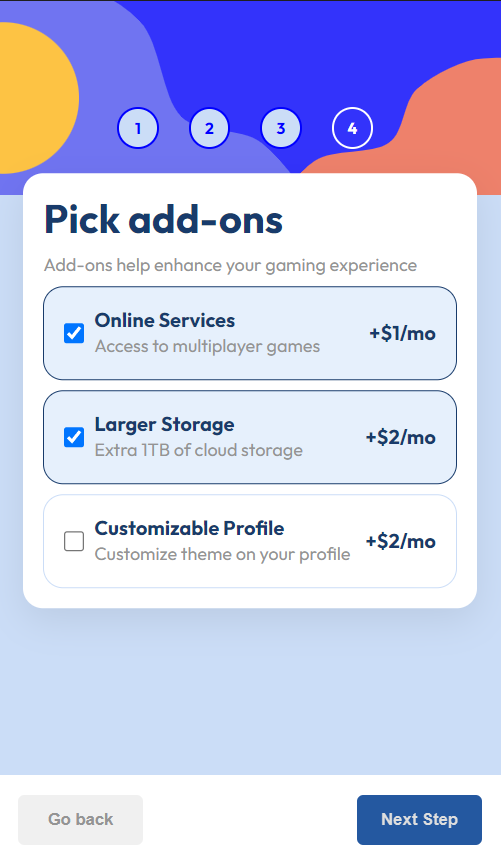 1 2 3 4
Pick add-ons
Add-ons help enhance your gaming experience
Online Services
Access to multiplayer games
+$1/mo
Larger Storage
Extra 1TB of cloud storage
+$2/mo
Customizable Profile
Customize theme on your profile
+$2/mo
Go back
Next Step